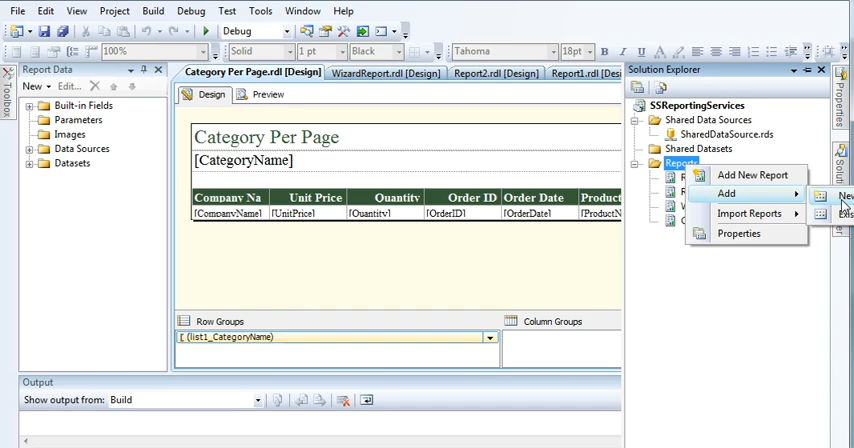 File Edit View Project Build Debug Test Tools Window Help
Debug
100% Solid 1 pt Black Tahoma 18pt B I U A
Toolbox
Report Data
New Edit...
Built-in Fields
Parameters
Images
Data Sources
Datasets
Category Per Page.rdl [Design] WizardReport.rdl [Design] Report2.rdl [Design] Report1.rdl [Des
Design Preview
Category Per Page
[CategoryName]
Company Na Unit Price Quantity Order ID Order Date Product
[CompanyName] [UnitPrice] [Quantity] [OrderID] [OrderDate] [ProductN
Row Groups Column Groups
[ (list1_CategoryName)
Output
Show output from: Build
Solution Explorer
SSReportingServices
Shared Data Sources
SharedDataSource.rds
Shared Datasets
Reports
Add New Report
Add
Import Reports
Properties
New
Exis
Properties